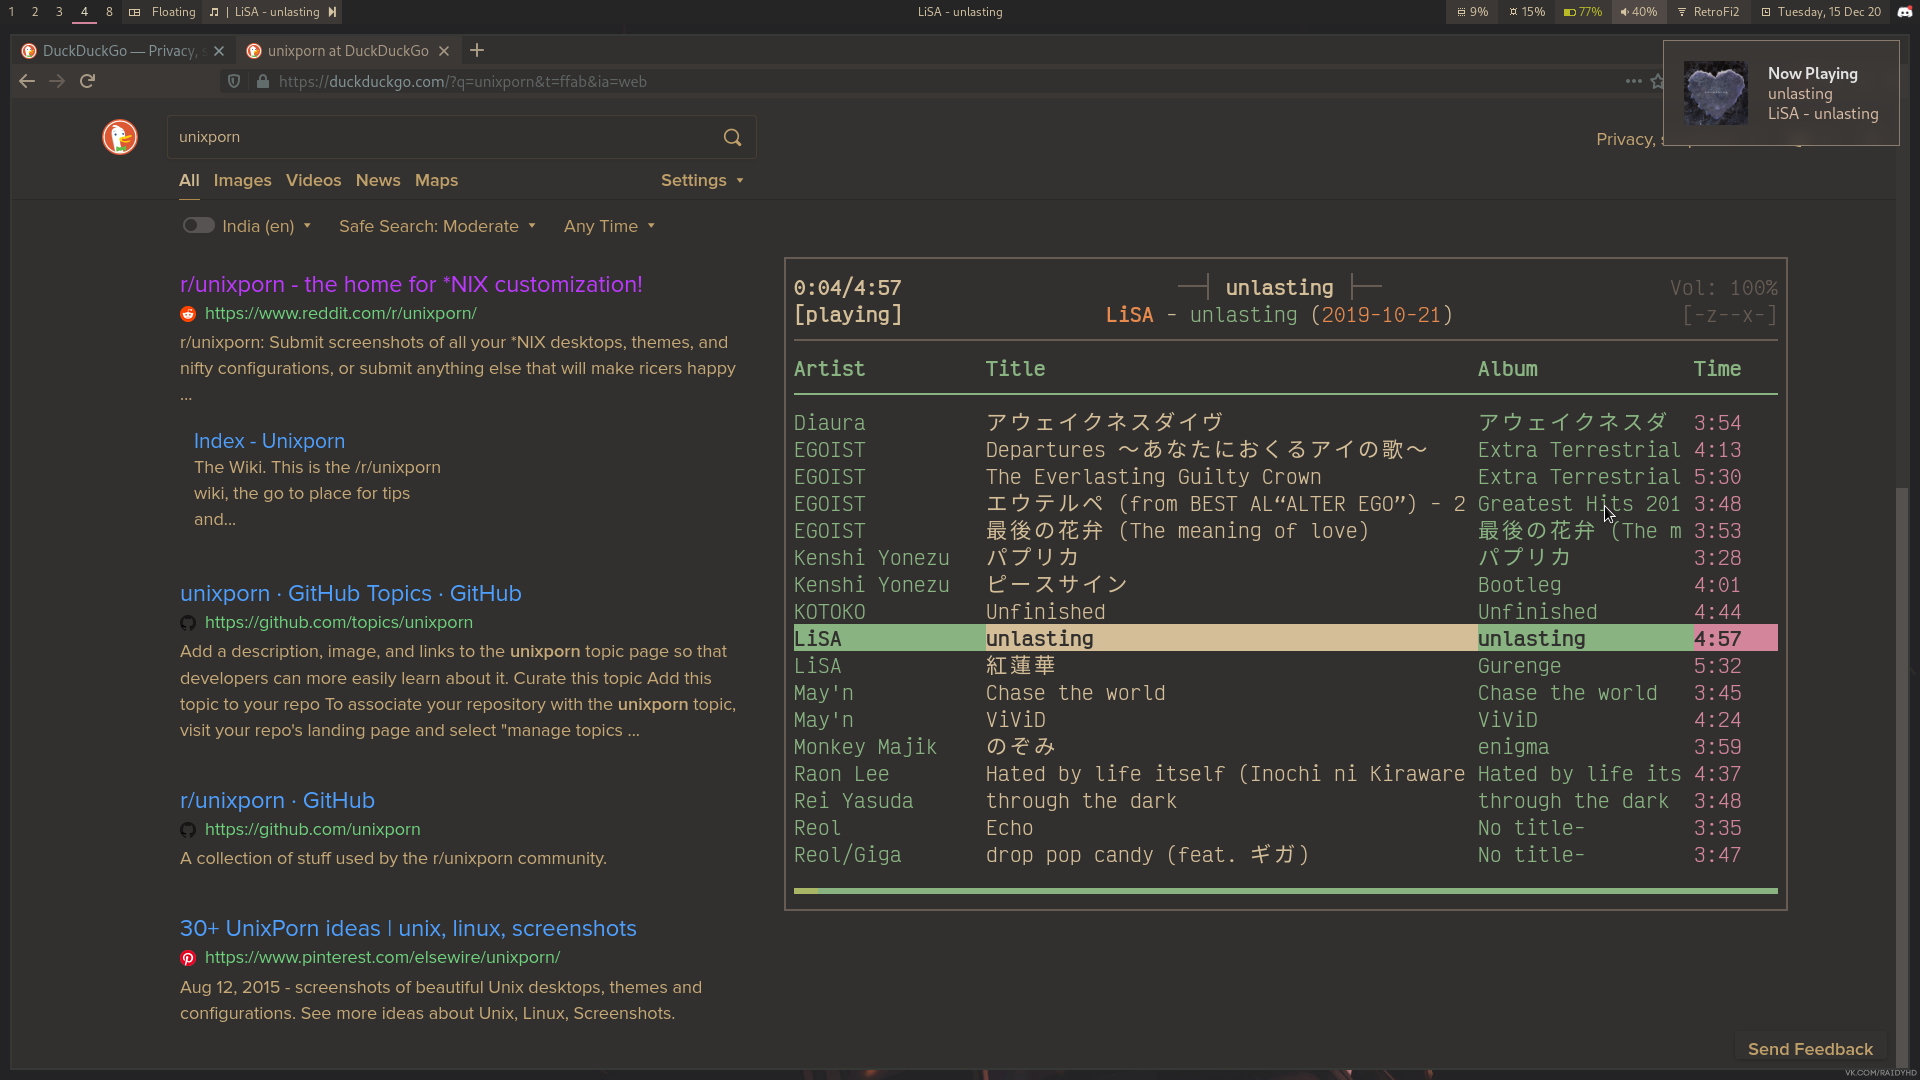 1 2 3 4 8 Floating | LiSA - unlasting
LiSA - unlasting
9% 15% 77% 40% RetroFi2 Tuesday, 15 Dec 20
DuckDuckGo — Privacy, s
unixporn at DuckDuckGo
https://duckduckgo.com/?q=unixporn&t=ffab&ia=web
Now Playing
unlasting
LiSA - unlasting
unixporn
Privacy,
All Images Videos News Maps Settings
India (en) Safe Search: Moderate Any Time
r/unixporn - the home for *NIX customization!
https://www.reddit.com/r/unixporn/
r/unixporn: Submit screenshots of all your *NIX desktops, themes, and
nifty configurations, or submit anything else that will make ricers happy
...
Index - Unixporn
The Wiki. This is the /r/unixporn
wiki, the go to place for tips
and...
unixporn · GitHub Topics · GitHub
https://github.com/topics/unixporn
Add a description, image, and links to the unixporn topic page so that
developers can more easily learn about it. Curate this topic Add this
topic to your repo To associate your repository with the unixporn topic,
visit your repo's landing page and select "manage topics ...
r/unixporn · GitHub
https://github.com/unixporn
A collection of stuff used by the r/unixporn community.
30+ UnixPorn ideas | unix, linux, screenshots
https://www.pinterest.com/elsewire/unixporn/
Aug 12, 2015 - screenshots of beautiful Unix desktops, themes and
configurations. See more ideas about Unix, Linux, Screenshots.
0:04/4:57 unlasting Vol: 100%
[playing] LiSA - unlasting (2019-10-21) [-z--x-]
Artist Title Album Time
Diaura アウェイクネスダイヴ アウェイクネスダ 3:54
EGOIST Departures ～あなたにおくるアイの歌～ Extra Terrestrial 4:13
EGOIST The Everlasting Guilty Crown Extra Terrestrial 5:30
EGOIST エウテルペ (from BEST AL“ALTER EGO”) - 2 Greatest Hits 201 3:48
EGOIST 最後の花弁 (The meaning of love) 最後の花弁 (The m 3:53
Kenshi Yonezu パプリカ パプリカ 3:28
Kenshi Yonezu ピースサイン Bootleg 4:01
KOTOKO Unfinished Unfinished 4:44
LiSA unlasting unlasting 4:57
LiSA 紅蓮華 Gurenge 5:32
May'n Chase the world Chase the world 3:45
May'n ViViD ViViD 4:24
Monkey Majik のぞみ enigma 3:59
Raon Lee Hated by life itself (Inochi ni Kiraware Hated by life its 4:37
Rei Yasuda through the dark through the dark 3:48
Reol Echo No title- 3:35
Reol/Giga drop pop candy (feat. ギガ) No title- 3:47
Send Feedback
VK.COM/RAIDYHD